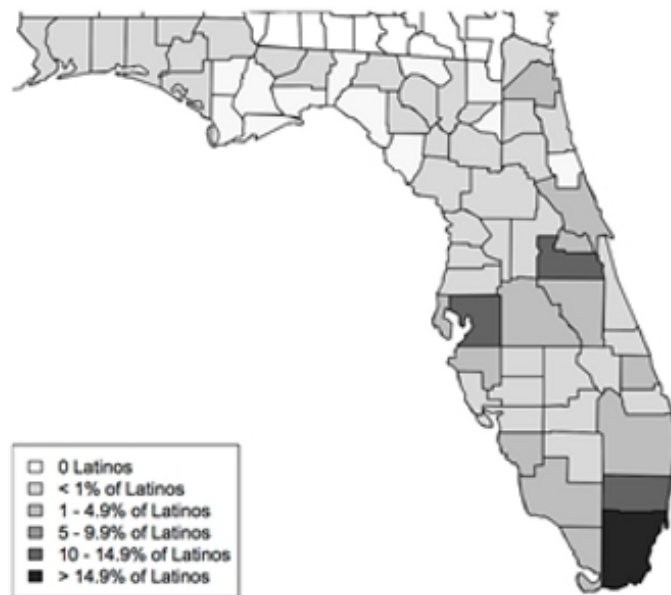 0 Latinos
< 1% of Latinos
1 - 4.9% of Latinos
5 - 9.9% of Latinos
10 - 14.9% of Latinos
> 14.9% of Latinos